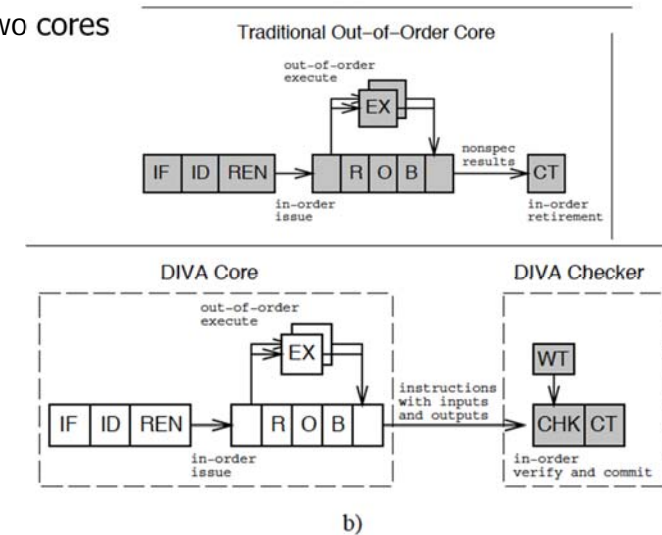 wo cores
Traditional Out-of-Order Core
out-of-order
execute
EX
IF ID REN
R O B
nonspec
results
CT
in-order
issue
in-order
retirement
DIVA Core
DIVA Checker
out-of-order
execute
EX
WT
instructions
with inputs
and outputs
IF ID REN
R O B
CHK CT
in-order
issue
in-order
verify and commit
b)